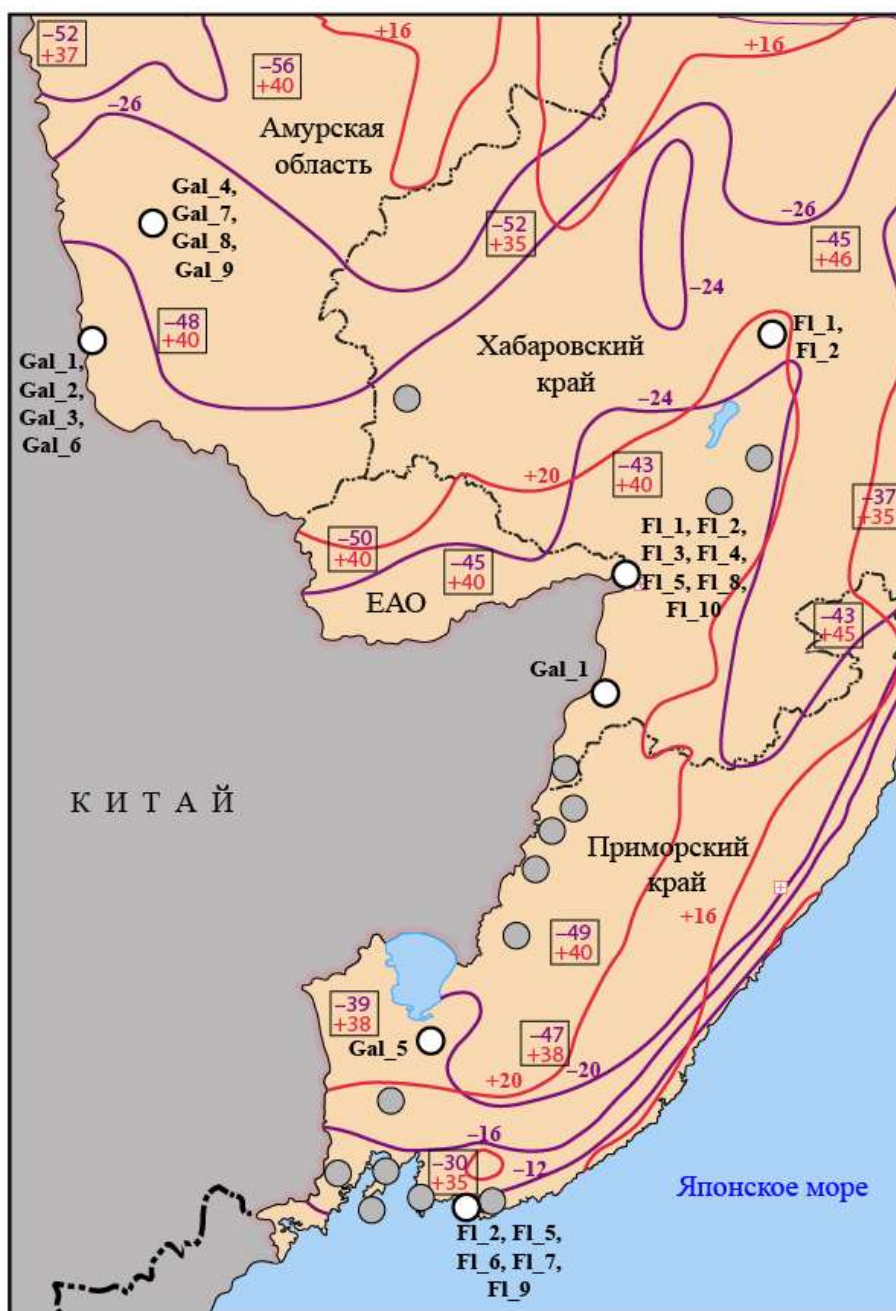 −52
+37
+16
+16
−56
+40
−26
Амурская
область
Gal_4,
Gal_7,
Gal_8,
Gal_9
−52
+35
−26
−45
+46
−24
−48
+40
Gal_1,
Gal_2,
Gal_3,
Gal_6
Хабаровский
край
Fl_1,
Fl_2
−24
+20
−43
+40
−37
+35
−50
+40
−45
+40
Fl_1, Fl_2,
Fl_3, Fl_4,
Fl_5, Fl_8,
Fl_10
ЕАО
−43
+45
Gal_1
КИТАЙ
Приморский
край
+16
−49
+40
−39
+38
Gal_5
−47
+38
−20
+20
−16
−30
+35
−12
Японское море
Fl_2, Fl_5,
Fl_6, Fl_7,
Fl_9